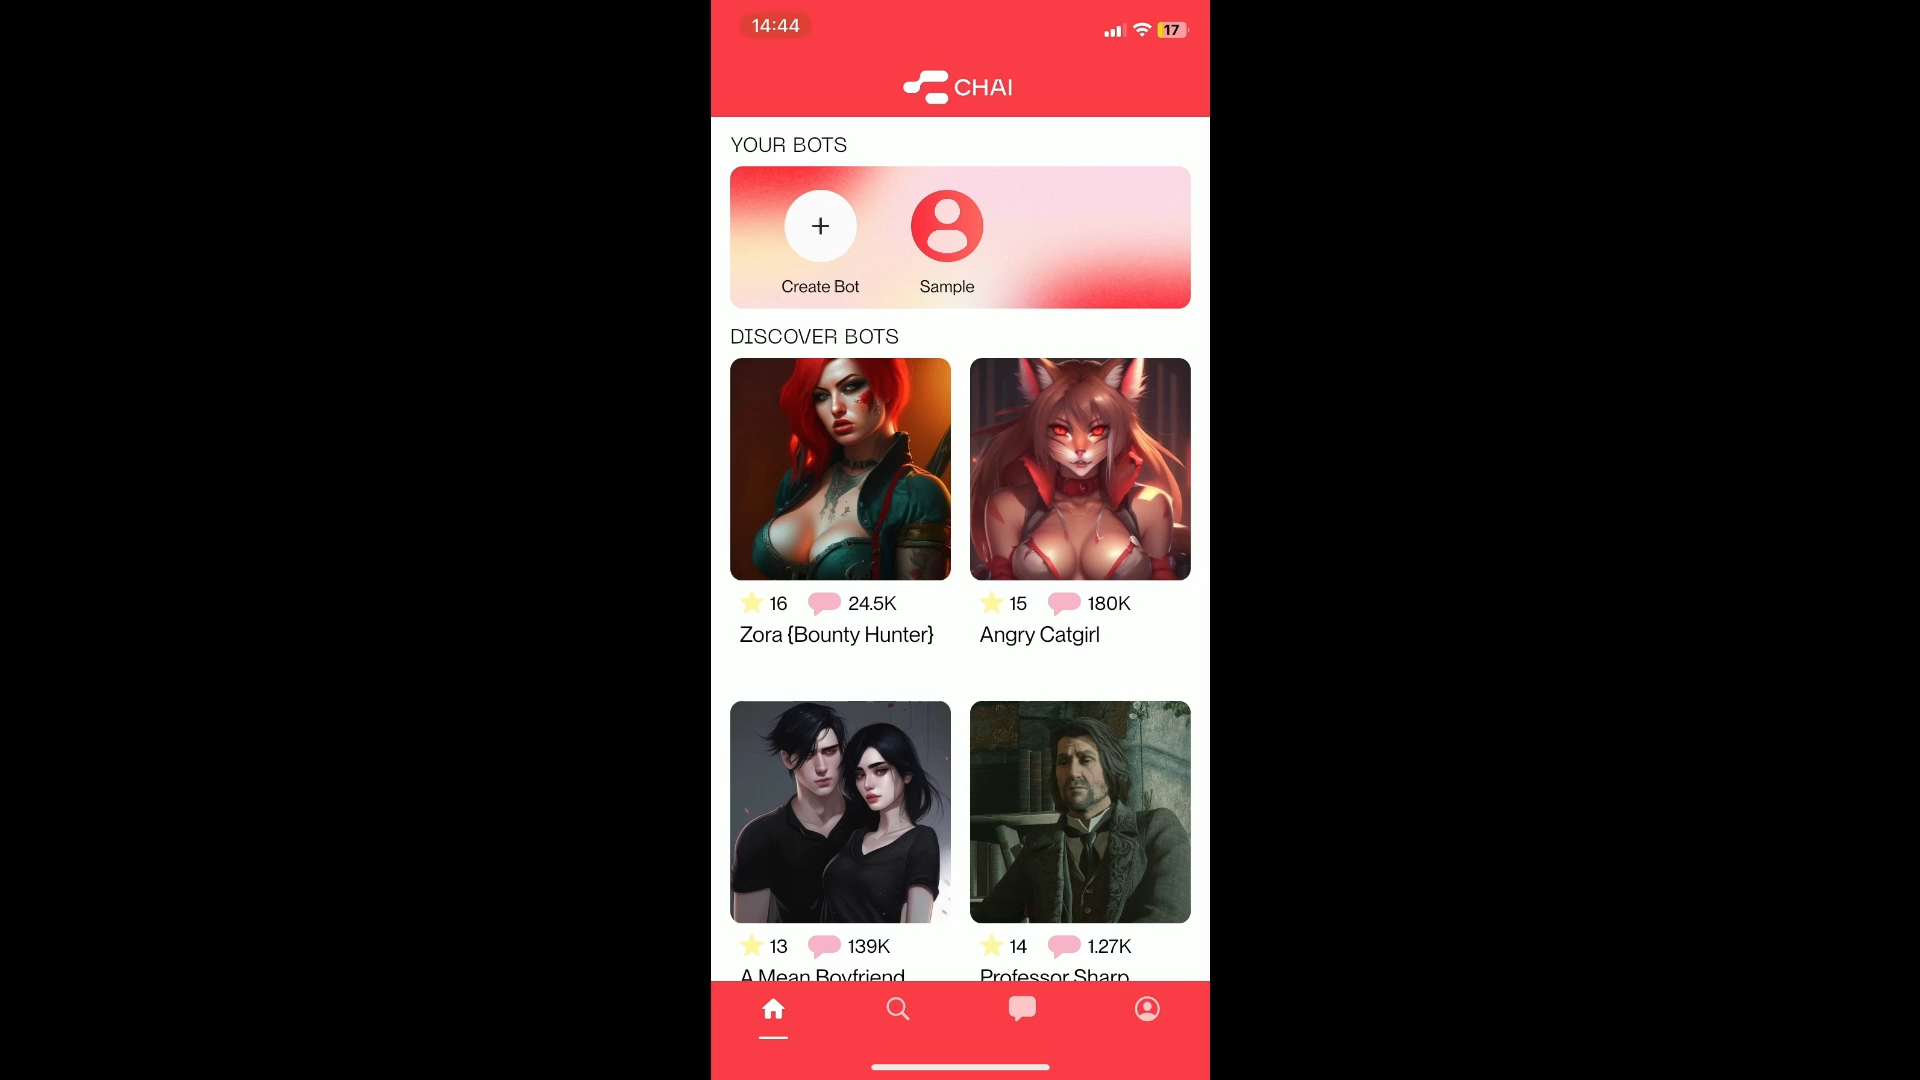 14:44
17
CHAI
YOUR BOTS
+
Create Bot
Sample
DISCOVER BOTS
16 24.5K
15 180K
Zora {Bounty Hunter}
Angry Catgirl
13 139K
14 1.27K
A Mean Boyfriend
Professor Sharp